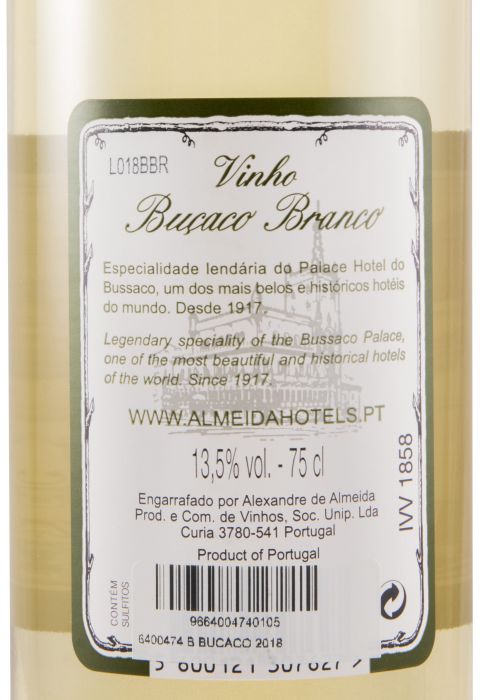 L018BBR
Vinho
Buçaco Branco
Especialidade lendária do Palace Hotel do
Bussaco, um dos mais belos e históricos hotéis
do mundo. Desde 1917.
Legendary speciality of the Bussaco Palace,
one of the most beautiful and historical hotels
of the world. Since 1917.
WWW.ALMEIDAHOTELS.PT
13,5% vol. - 75 cl
IVV 1858
Engarrafado por Alexandre de Almeida
Prod. e Com. de Vinhos, Soc. Unip. Lda
Curia 3780-541 Portugal
Product of Portugal
CONTÉM
SULFITOS
9664004740105
6400474 B BUCACO 2018